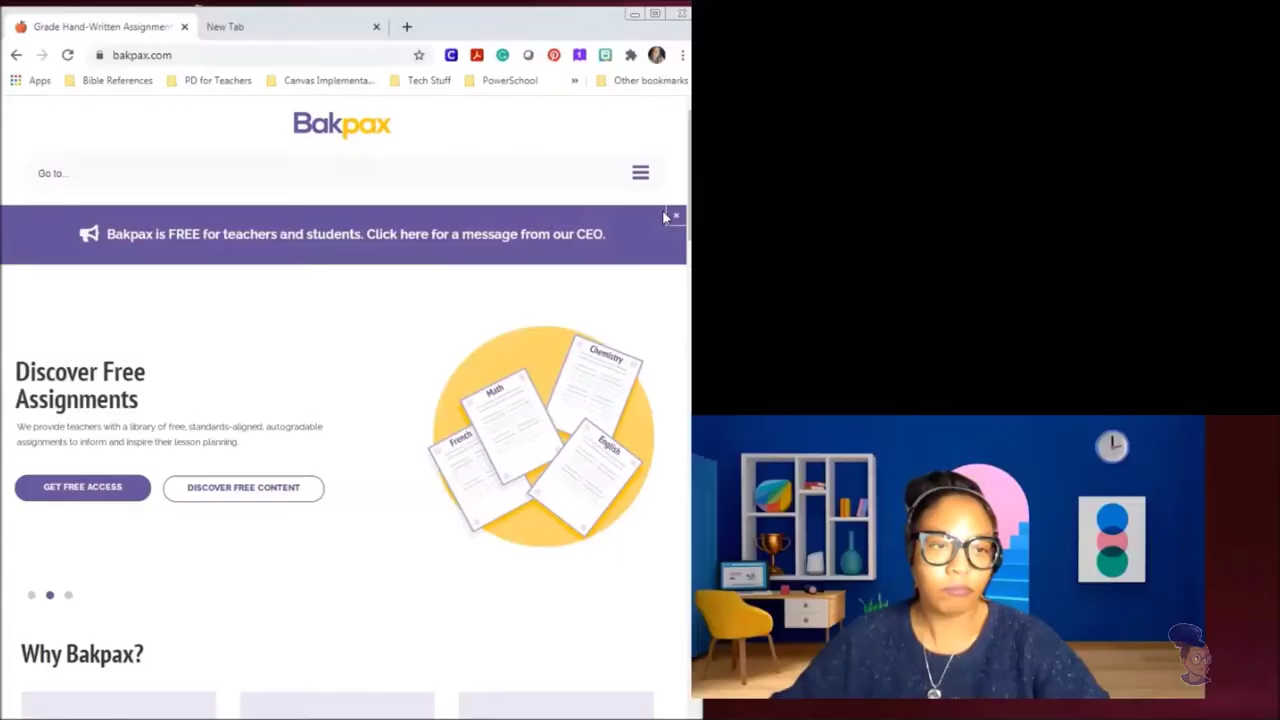 Grade Hand-Written Assignmen
New Tab
bakpax.com
Apps
Bible References
PD for Teachers
Canvas Implementa...
Tech Stuff
PowerSchool
»
Other bookmarks
Bakpax
Go to...
Bakpax is FREE for teachers and students. Click here for a message from our CEO.
Discover Free
Assignments
We provide teachers with a library of free, standards-aligned, autogradable
assignments to inform and inspire their lesson planning.
GET FREE ACCESS
DISCOVER FREE CONTENT
Chemistry
Math
French
English
Why Bakpax?